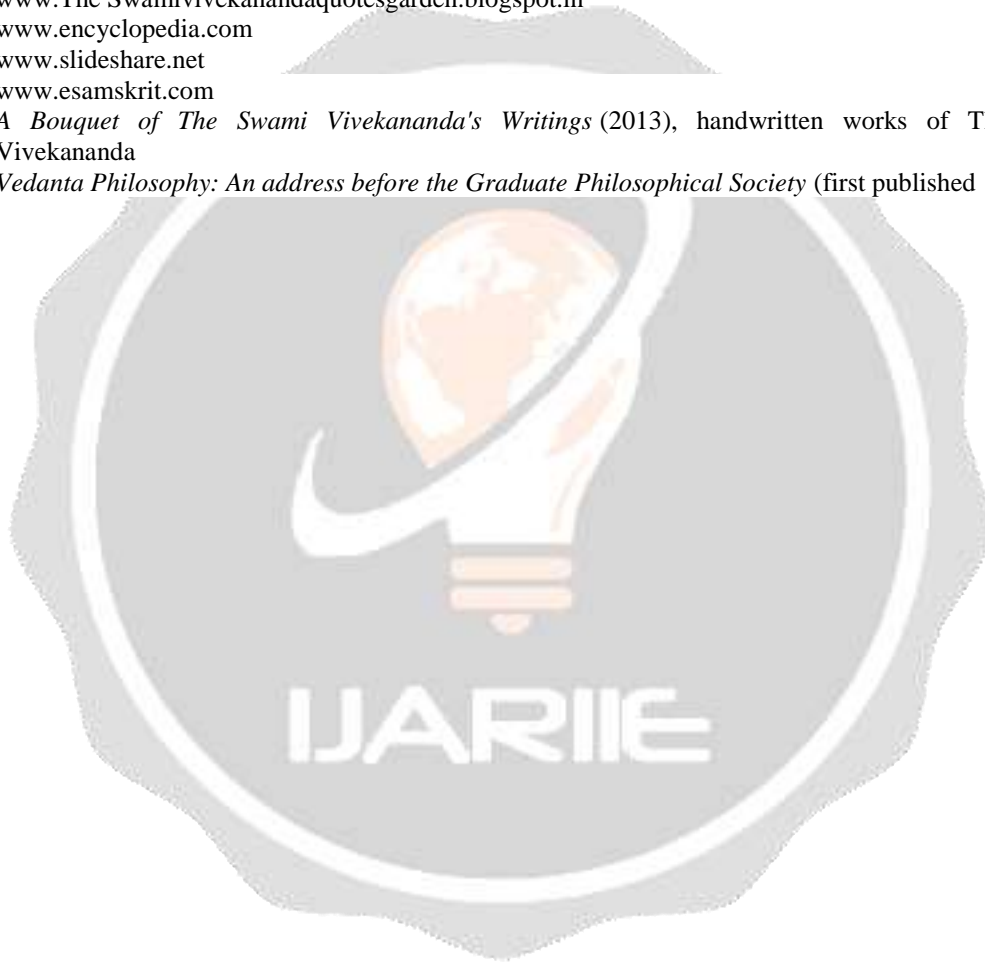 www.The Swamivivekanandaquotesgarden.blogspot.in
www.encyclopedia.com
www.slideshare.net
www.esamskrit.com
A Bouquet of The Swami Vivekananda's Writings (2013), handwritten works of
Vivekananda
Vedanta Philosophy: An address before the Graduate Philosophical Society (first published
IJARIIE